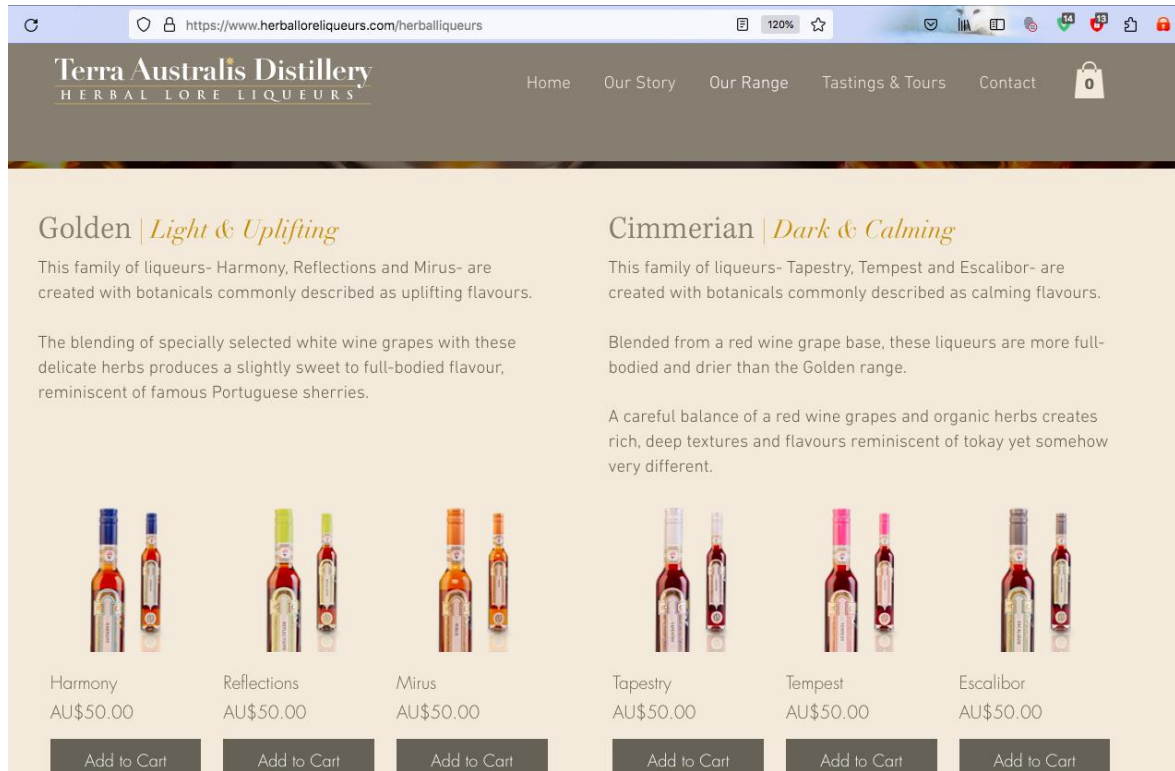 https://www.herballoreliqueurs.com/herballiqueurs
120%
14
13
Terra Australis Distillery
HERBAL LORE LIQUEURS
Home
Our Story
Our Range
Tastings & Tours
Contact
0
Golden | Light & Uplifting
This family of liqueurs- Harmony, Reflections and Mirus- are
created with botanicals commonly described as uplifting flavours.
The blending of specially selected white wine grapes with these
delicate herbs produces a slightly sweet to full-bodied flavour,
reminiscent of famous Portuguese sherries.
Cimmerian | Dark & Calming
This family of liqueurs- Tapestry, Tempest and Escalibor- are
created with botanicals commonly described as calming flavours.
Blended from a red wine grape base, these liqueurs are more full-
bodied and drier than the Golden range.
A careful balance of a red wine grapes and organic herbs creates
rich, deep textures and flavours reminiscent of tokay yet somehow
very different.
Harmony
AU$50.00
Add to Cart
Reflections
AU$50.00
Add to Cart
Mirus
AU$50.00
Add to Cart
Tapestry
AU$50.00
Add to Cart
Tempest
AU$50.00
Add to Cart
Escalibor
AU$50.00
Add to Cart